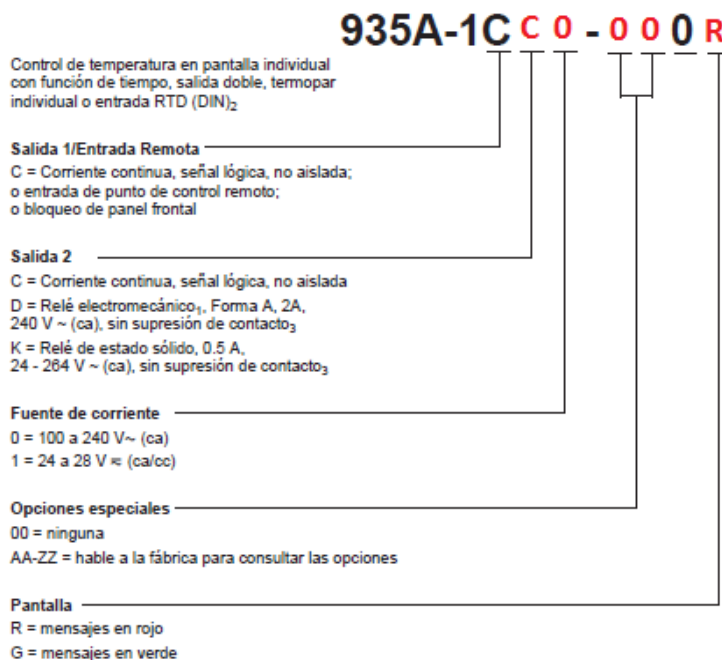 935A-1C C 0 - 0 0 0 R
Control de temperatura en pantalla individual
con función de tiempo, salida doble, termopar
individual o entrada RTD (DIN)2
Salida 1/Entrada Remota
C = Corriente continua, señal lógica, no aislada;
o entrada de punto de control remoto;
o bloqueo de panel frontal
Salida 2
C = Corriente continua, señal lógica, no aislada
D = Relé electromecánico1, Forma A, 2A,
240 V ~ (ca), sin supresión de contacto3
K = Relé de estado sólido, 0.5 A,
24 - 264 V ~ (ca), sin supresión de contacto3
Fuente de corriente
0 = 100 a 240 V~ (ca)
1 = 24 a 28 V ≂ (ca/cc)
Opciones especiales
00 = ninguna
AA-ZZ = hable a la fábrica para consultar las opciones
Pantalla
R = mensajes en rojo
G = mensajes en verde